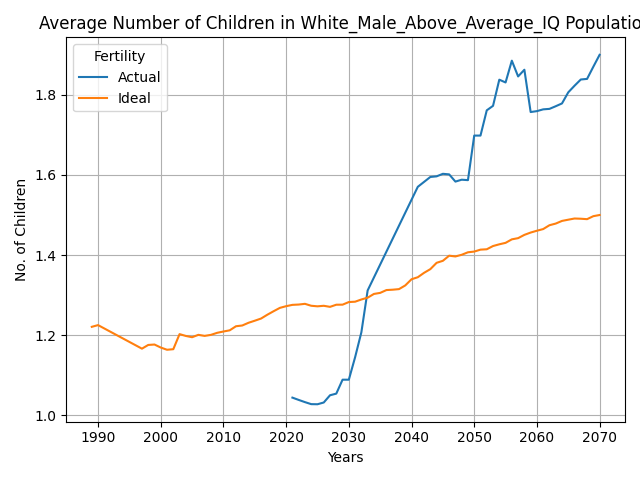 Average Number of Children in White_Male_Above_Average_IQ Populatio
Fertility
Actual
Ideal
No. of Children
1.8
1.6
1.4
1.2
1.0
1990 2000 2010 2020 2030 2040 2050 2060 2070
Years